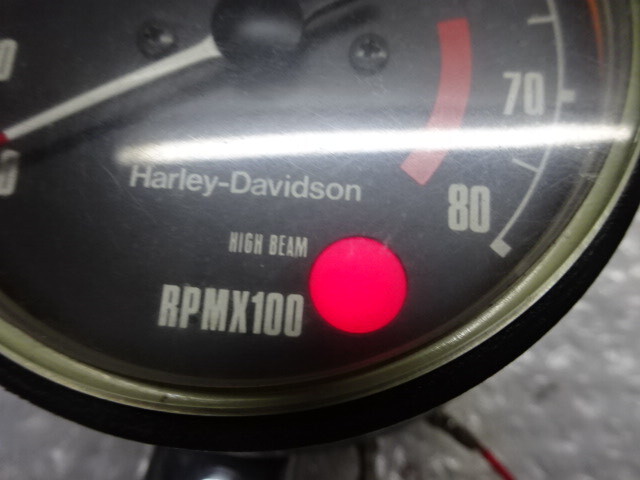 70
Harley-Davidson
80
HIGH BEAM
RPMX100